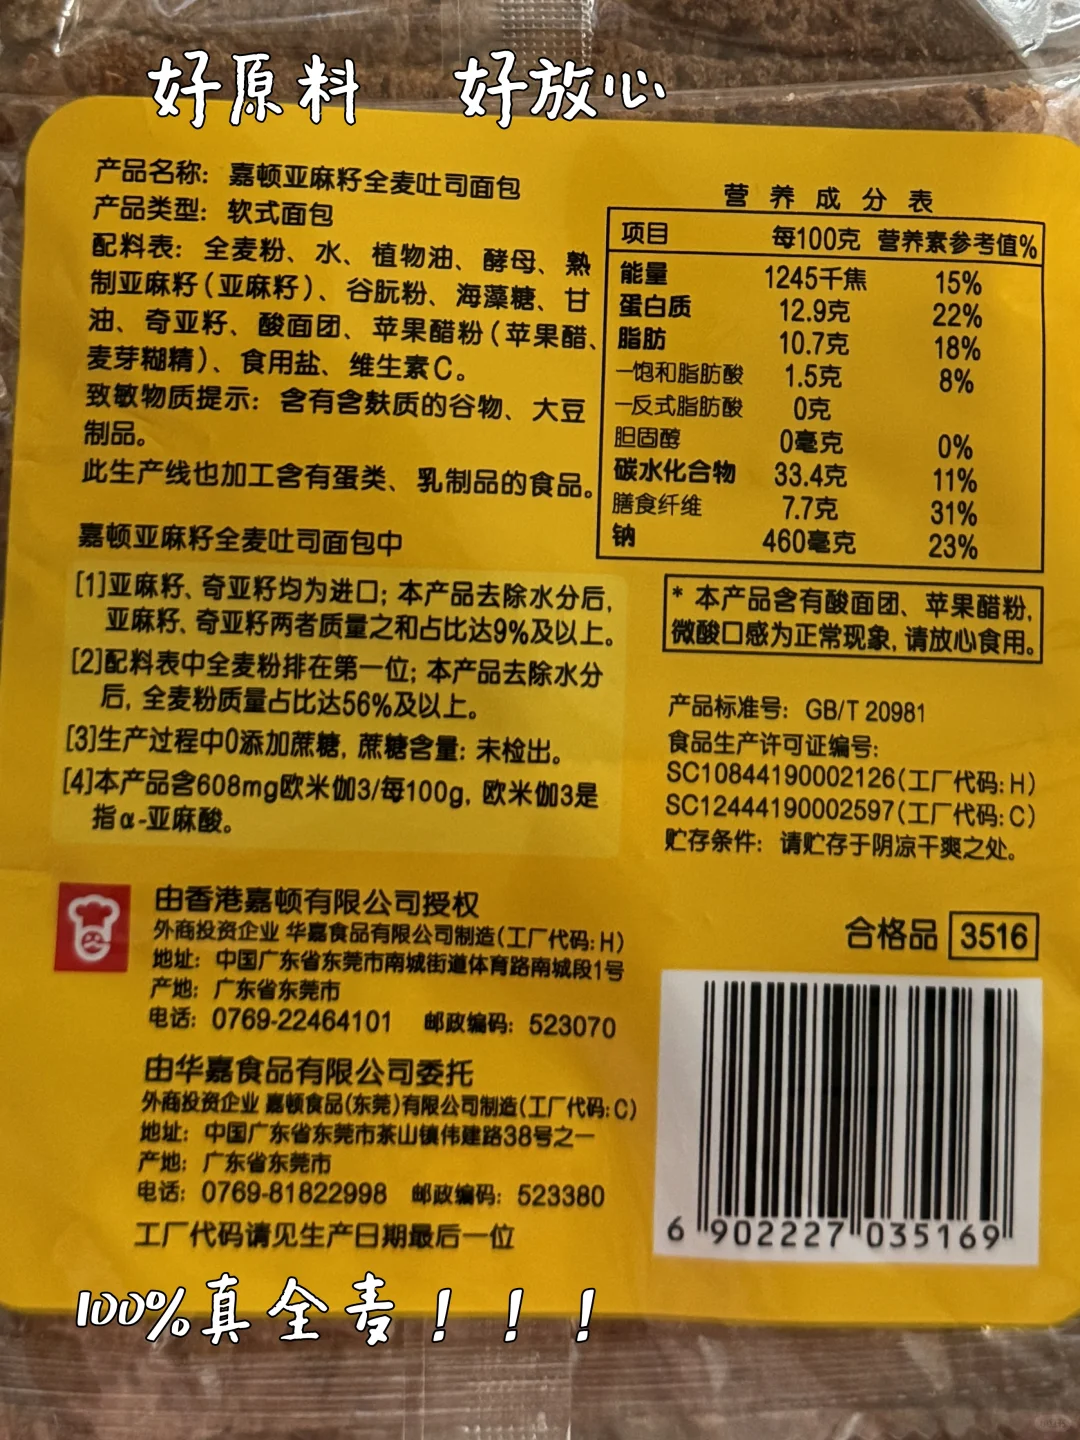 好原料 好放心
产品名称：嘉顿亚麻籽全麦吐司面包
产品类型：软式面包
配料表：全麦粉、水、植物油、酵母、熟
制亚麻籽（亚麻籽）、谷朊粉、海藻糖、甘
油、奇亚籽、酸面团、苹果醋粉（苹果醋、
麦芽糊精）、食用盐、维生素C。
致敏物质提示：含有含麸质的谷物、大豆
制品。
此生产线也加工含有蛋类、乳制品的食品。
营养成分表
项目 每100克 营养素参考值%
能量 1245千焦 15%
蛋白质 12.9克 22%
脂肪 10.7克 18%
—饱和脂肪酸 1.5克 8%
—反式脂肪酸 0克
胆固醇 0毫克 0%
碳水化合物 33.4克 11%
膳食纤维 7.7克 31%
钠 460毫克 23%
嘉顿亚麻籽全麦吐司面包中
[1]亚麻籽、奇亚籽均为进口；本产品去除水分后，
亚麻籽、奇亚籽两者质量之和占比达9%及以上。
[2]配料表中全麦粉排在第一位；本产品去除水分
后，全麦粉质量占比达56%及以上。
[3]生产过程中0添加蔗糖，蔗糖含量：未检出。
[4]本产品含608mg欧米伽3/每100g，欧米伽3是
指α-亚麻酸。
* 本产品含有酸面团、苹果醋粉，
微酸口感为正常现象，请放心食用。
产品标准号：GB/T 20981
食品生产许可证编号：
SC10844190002126(工厂代码：H)
SC12444190002597(工厂代码：C)
贮存条件：请贮存于阴凉干爽之处。
由香港嘉顿有限公司授权
外商投资企业 华嘉食品有限公司制造(工厂代码：H)
地址：中国广东省东莞市南城街道体育路南城段1号
产地：广东省东莞市
电话：0769-22464101 邮政编码：523070
由华嘉食品有限公司委托
外商投资企业 嘉顿食品(东莞)有限公司制造(工厂代码：C)
地址：中国广东省东莞市茶山镇伟建路38号之一
产地：广东省东莞市
电话：0769-81822998 邮政编码：523380
工厂代码请见生产日期最后一位
合格品 3516
6 902227 035169
100%真全麦！！！